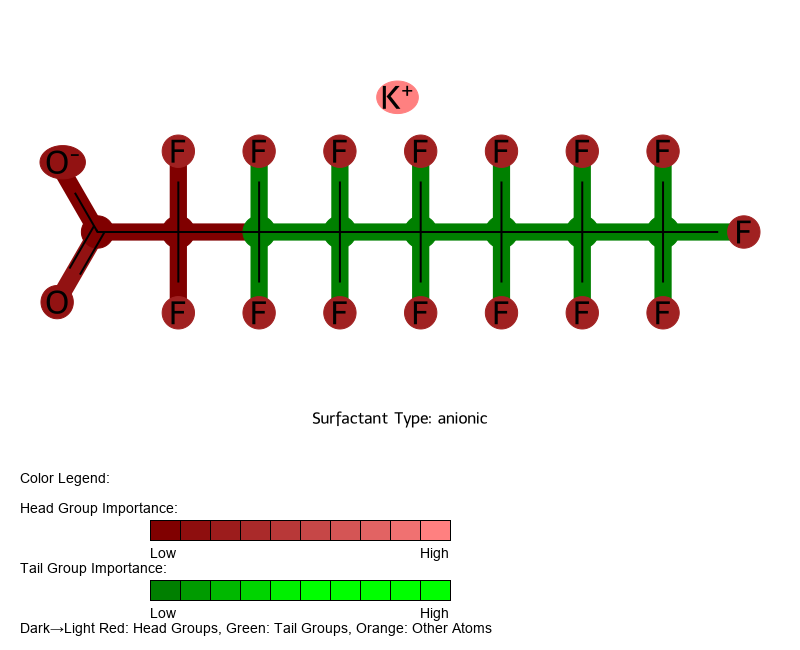 K+
O- F F F F F F F
F
O F F F F F F F
Surfactant Type: anionic
Color Legend:
Head Group Importance:
Low High
Tail Group Importance:
Low High
Dark→Light Red: Head Groups, Green: Tail Groups, Orange: Other Atoms